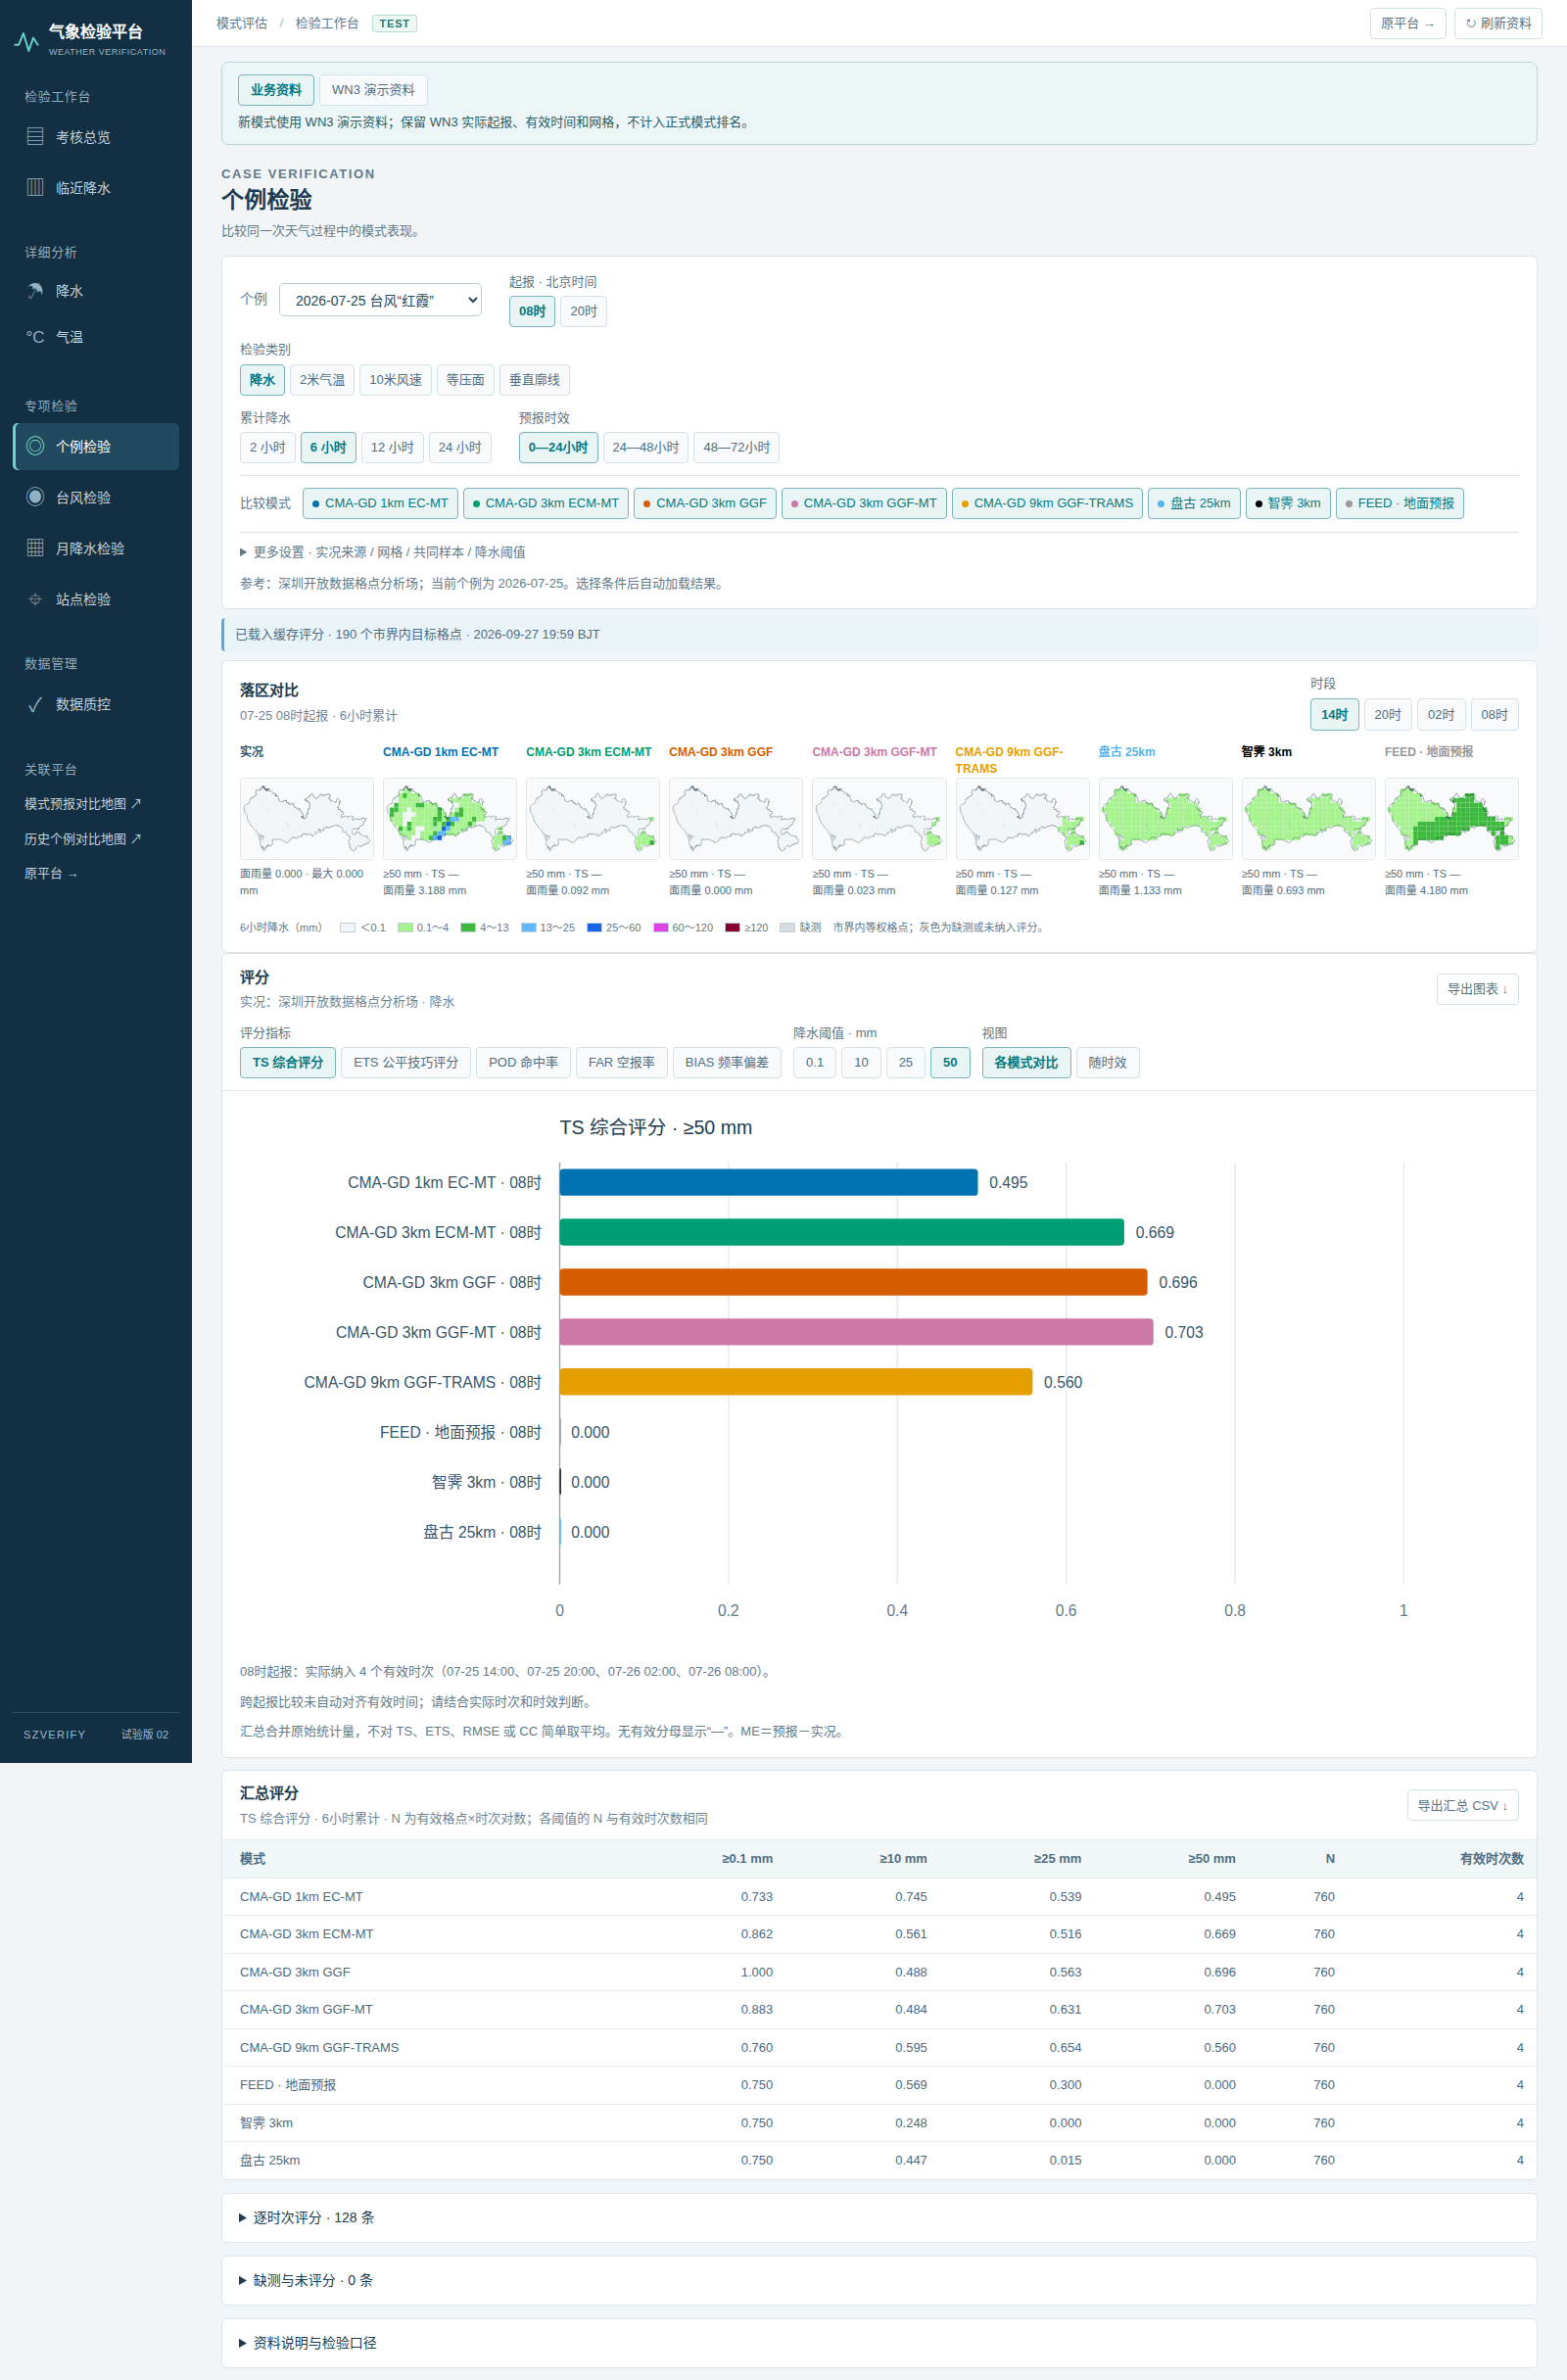 气象检验平台
WEATHER VERIFICATION
检验工作台
考核总览
临近降水
详细分析
降水
°C 气温
专项检验
个例检验
台风检验
月降水检验
站点检验
数据管理
数据质控
关联平台
模式预报对比地图 ↗
历史个例对比地图 ↗
原平台 →
SZVERIFY 试验版 02
模式评估 / 检验工作台 TEST
原平台 → ↻ 刷新资料
业务资料 WN3 演示资料
新模式使用 WN3 演示资料；保留 WN3 实际起报、有效时间和网格，不计入正式模式排名。
CASE VERIFICATION
个例检验
比较同一次天气过程中的模式表现。
个例 2026-07-25 台风“红霞”
起报 · 北京时间
08时 20时
检验类别
降水 2米气温 10米风速 等压面 垂直廓线
累计降水 预报时效
2 小时 6 小时 12 小时 24 小时 0—24小时 24—48小时 48—72小时
比较模式 CMA-GD 1km EC-MT CMA-GD 3km ECM-MT CMA-GD 3km GGF CMA-GD 3km GGF-MT CMA-GD 9km GGF-TRAMS 盘古 25km 智霁 3km FEED · 地面预报
▶ 更多设置 · 实况来源 / 网格 / 共同样本 / 降水阈值
参考：深圳开放数据格点分析场；当前个例为 2026-07-25。选择条件后自动加载结果。
已载入缓存评分 · 190 个市界内目标格点 · 2026-09-27 19:59 BJT
落区对比
07-25 08时起报 · 6小时累计
时段
14时 20时 02时 08时
实况 CMA-GD 1km EC-MT CMA-GD 3km ECM-MT CMA-GD 3km GGF CMA-GD 3km GGF-MT CMA-GD 9km GGF-TRAMS 盘古 25km 智霁 3km FEED · 地面预报
面雨量 0.000 · 最大 0.000 mm
≥50 mm · TS —
面雨量 3.188 mm
≥50 mm · TS —
面雨量 0.092 mm
≥50 mm · TS —
面雨量 0.000 mm
≥50 mm · TS —
面雨量 0.023 mm
≥50 mm · TS —
面雨量 0.127 mm
≥50 mm · TS —
面雨量 1.133 mm
≥50 mm · TS —
面雨量 0.693 mm
≥50 mm · TS —
面雨量 4.180 mm
6小时降水（mm） ＜0.1 0.1〜4 4〜13 13〜25 25〜60 60〜120 ≥120 缺测 市界内等权格点；灰色为缺测或未纳入评分。
评分
实况：深圳开放数据格点分析场 · 降水
导出图表 ↓
评分指标 降水阈值 · mm 视图
TS 综合评分 ETS 公平技巧评分 POD 命中率 FAR 空报率 BIAS 频率偏差 0.1 10 25 50 各模式对比 随时效
TS 综合评分 · ≥50 mm
CMA-GD 1km EC-MT · 08时 0.495
CMA-GD 3km ECM-MT · 08时 0.669
CMA-GD 3km GGF · 08时 0.696
CMA-GD 3km GGF-MT · 08时 0.703
CMA-GD 9km GGF-TRAMS · 08时 0.560
FEED · 地面预报 · 08时 0.000
智霁 3km · 08时 0.000
盘古 25km · 08时 0.000
0 0.2 0.4 0.6 0.8 1
08时起报：实际纳入 4 个有效时次（07-25 14:00、07-25 20:00、07-26 02:00、07-26 08:00）。
跨起报比较未自动对齐有效时间；请结合实际时次和时效判断。
汇总合并原始统计量，不对 TS、ETS、RMSE 或 CC 简单取平均。无有效分母显示“—”。ME＝预报－实况。
汇总评分
TS 综合评分 · 6小时累计 · N 为有效格点×时次对数；各阈值的 N 与有效时次数相同
导出汇总 CSV ↓
模式 ≥0.1 mm ≥10 mm ≥25 mm ≥50 mm N 有效时次数
CMA-GD 1km EC-MT 0.733 0.745 0.539 0.495 760 4
CMA-GD 3km ECM-MT 0.862 0.561 0.516 0.669 760 4
CMA-GD 3km GGF 1.000 0.488 0.563 0.696 760 4
CMA-GD 3km GGF-MT 0.883 0.484 0.631 0.703 760 4
CMA-GD 9km GGF-TRAMS 0.760 0.595 0.654 0.560 760 4
FEED · 地面预报 0.750 0.569 0.300 0.000 760 4
智霁 3km 0.750 0.248 0.000 0.000 760 4
盘古 25km 0.750 0.447 0.015 0.000 760 4
▶ 逐时次评分 · 128 条
▶ 缺测与未评分 · 0 条
▶ 资料说明与检验口径